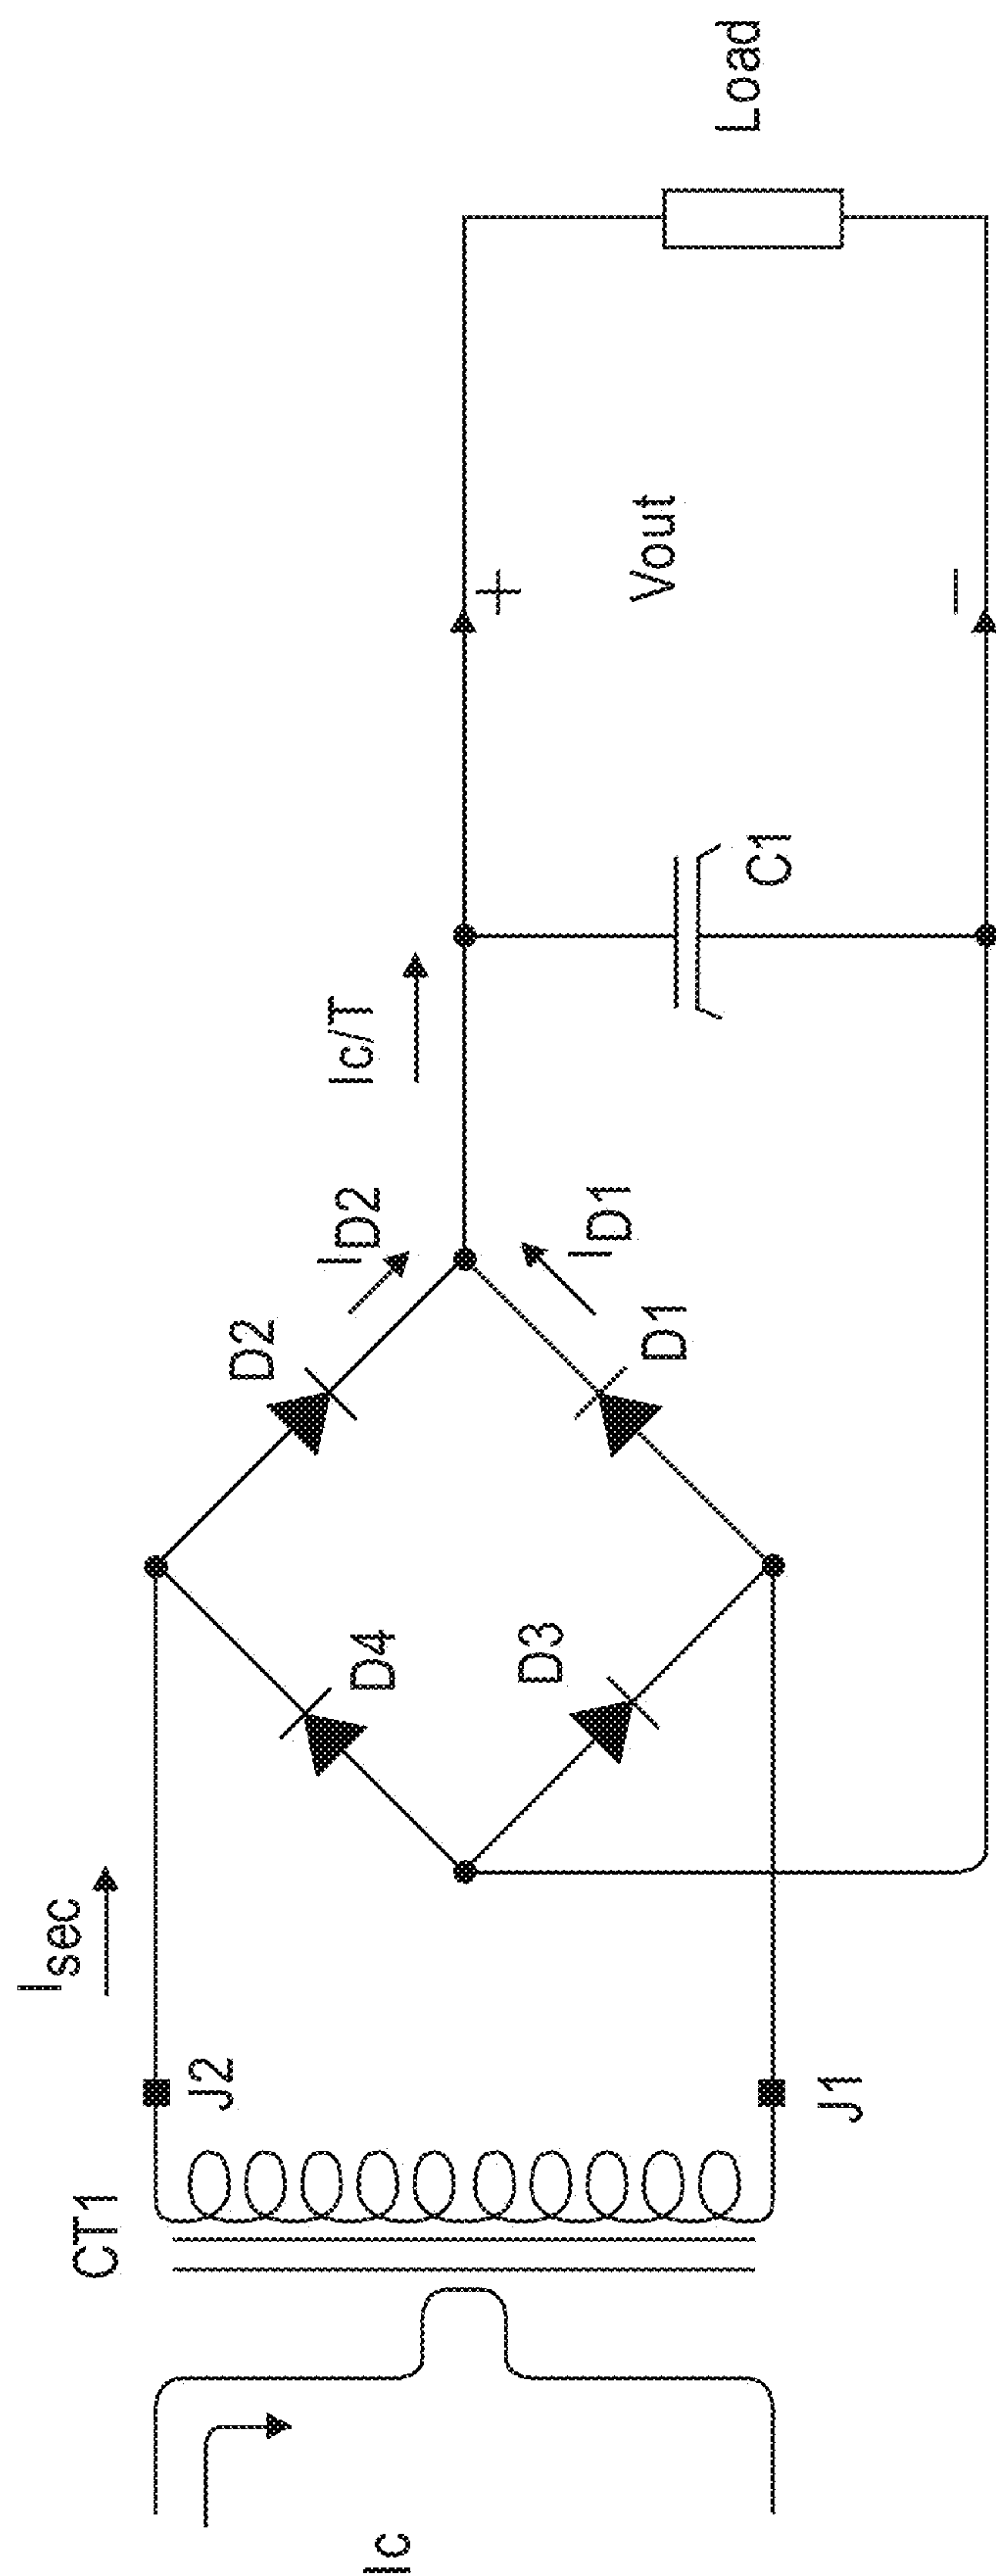 Ic
CT1
J2
J1
Isec
D4
D3
D2
D1
ID2
ID1
Ic/T
C1
+
Vout
−
Load